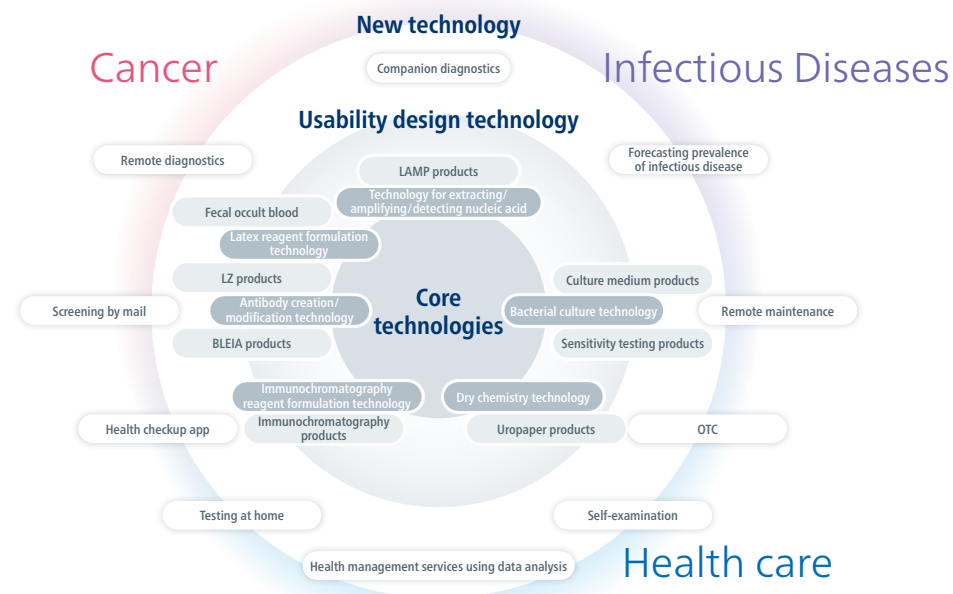 New technology
Cancer
Infectious Diseases
Companion diagnostics
Usability design technology
Remote diagnostics
Forecasting prevalence
of infectious disease
LAMP products
Technology for extracting/
amplifying/detecting nucleic acid
Fecal occult blood
Latex reagent formulation
technology
LZ products
Culture medium products
Core
technologies
Screening by mail
Antibody creation/
modification technology
Bacterial culture technology
Remote maintenance
BLEIA products
Sensitivity testing products
Immunochromatography
reagent formulation technology
Dry chemistry technology
Health checkup app
Immunochromatography
products
Uropaper products
OTC
Testing at home
Self-examination
Health management services using data analysis
Health care